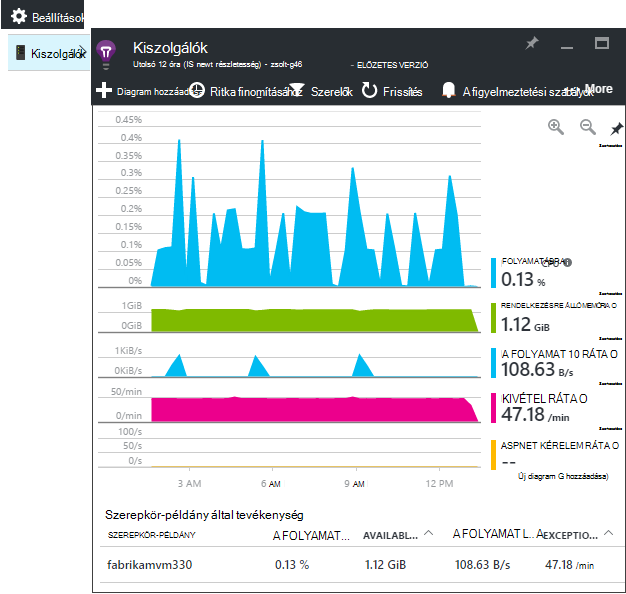 Beállítások
Kiszolgálók
Kiszolgálók
Utolsó 12 óra (IS newt részletesség) - zsolt-g46 - ELŐZETES VERZIÓ
Diagram hozzáadása Ritka finomításához Szerelők Frissítés A figyelmeztetési szabályok More
0.45%
0.4%
0.35%
0.3%
0.25%
0.2%
0.15%
0.1%
0.05%
0%
FOLYAMATÁBRA CPU
0.13 %
1GiB
0GiB
RENDELKEZÉSRE ÁLLÓ MEMÓRIA O
1.12 GiB
1KiB/s
0KiB/s
A FOLYAMAT 10 RÁTA O
108.63 B/s
50/min
0/min
KIVÉTEL RÁTA O
47.18 /min
100/s
50/s
0/s
ASPNET KÉRELEM RÁTA O
--
3 AM 6 AM 9 AM 12 PM
Új diagram G hozzáadása)
Szerepkör-példány által tevékenység
SZEREPKÖR-PÉLDÁNY A FOLYAMAT... AVAILABL... A FOLYAMAT L... AEXCEPTIO...
fabrikamvm330 0.13 % 1.12 GiB 108.63 B/s 47.18 /min